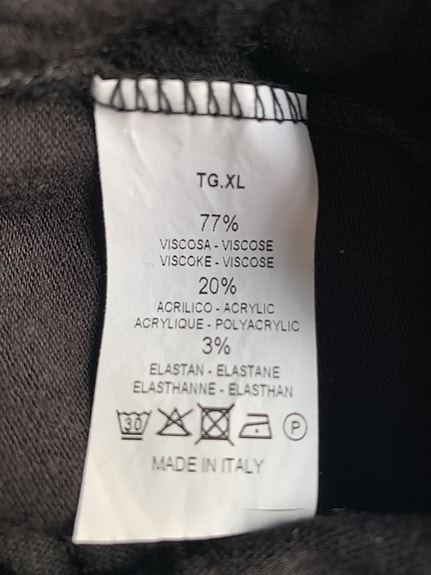 TG.XL
77%
VISCOSA - VISCOSE
VISCOKE - VISCOSE
20%
ACRILICO - ACRYLIC
ACRYLIQUE - POLYACRYLIC
3%
ELASTAN - ELASTANE
ELASTHANNE - ELASTHAN
30 P
MADE IN ITALY